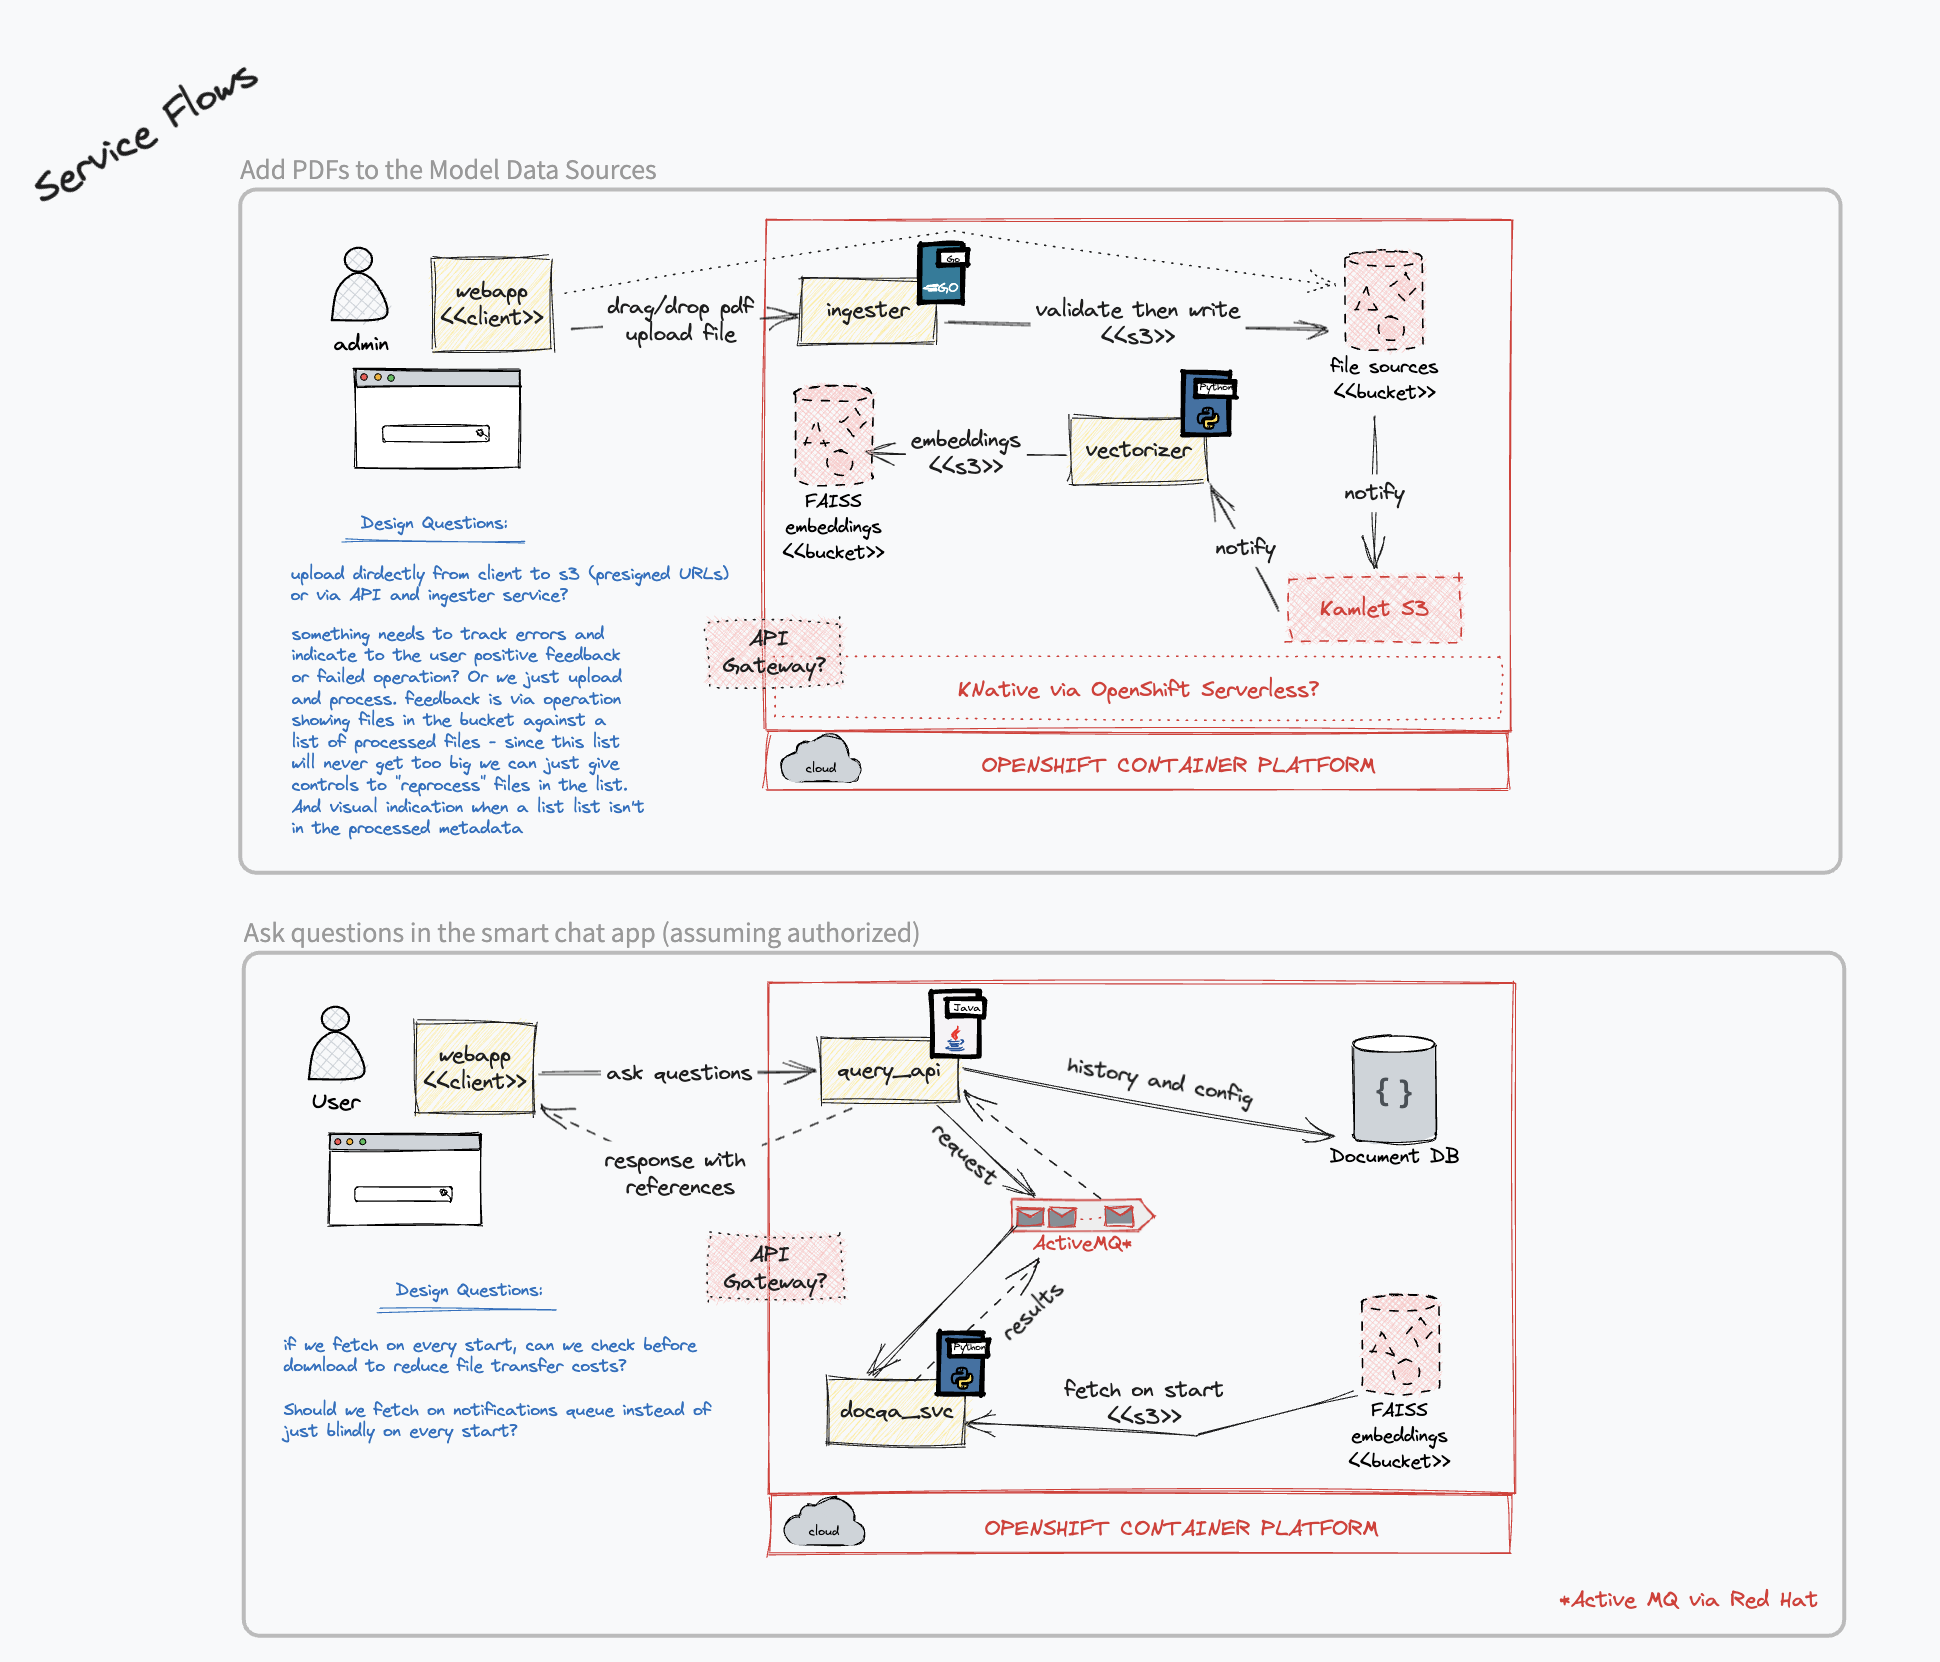 Service Flows
Add PDFs to the Model Data Sources
admin
webapp
<<client>>
drag/drop pdf
upload file
Go
GO
ingester
validate then write
<<s3>>
file sources
<<bucket>>
Python
vectorizer
embeddings
<<s3>>
FAISS
embeddings
<<bucket>>
notify
notify
Kamlet S3
Design Questions:
upload dirdectly from client to s3 (presigned URLs)
or via API and ingester service?
something needs to track errors and
indicate to the user positive feedback
or failed operation? Or we just upload
and process. feedback is via operation
showing files in the bucket against a
list of processed files - since this list
will never get too big we can just give
controls to "reprocess" files in the list.
And visual indication when a list list isn't
in the processed metadata
API
Gateway?
KNative via OpenShift Serverless?
cloud
OPENSHIFT CONTAINER PLATFORM
Ask questions in the smart chat app (assuming authorized)
User
webapp
<<client>>
ask questions
Java
query_api
history and config
{ }
Document DB
response with
references
request
ActiveMQ*
results
API
Gateway?
Design Questions:
if we fetch on every start, can we check before
download to reduce file transfer costs?
Should we fetch on notifications queue instead of
just blindly on every start?
Python
docqa_svc
fetch on start
<<s3>>
FAISS
embeddings
<<bucket>>
cloud
OPENSHIFT CONTAINER PLATFORM
*Active MQ via Red Hat